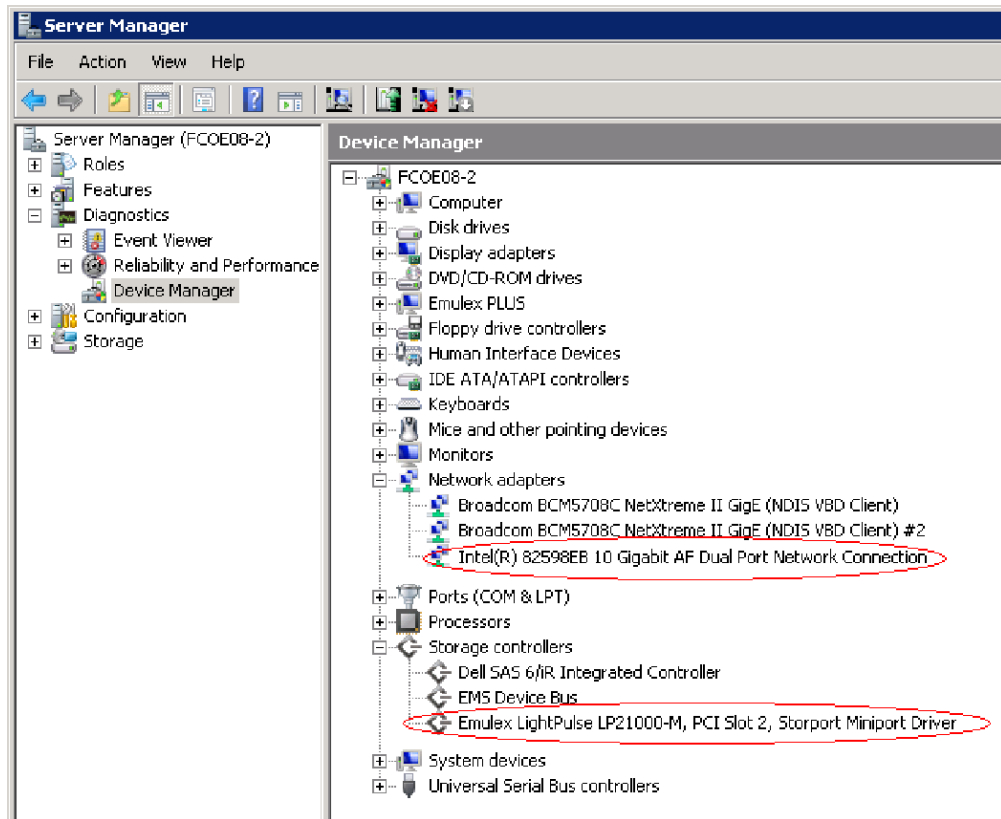 Server Manager
File Action View Help
Server Manager (FCOE08-2)
Roles
Features
Diagnostics
Event Viewer
Reliability and Performance
Device Manager
Configuration
Storage
Device Manager
FCOE08-2
Computer
Disk drives
Display adapters
DVD/CD-ROM drives
Emulex PLUS
Floppy drive controllers
Human Interface Devices
IDE ATA/ATAPI controllers
Keyboards
Mice and other pointing devices
Monitors
Network adapters
Broadcom BCM5708C NetXtreme II GigE (NDIS VBD Client)
Broadcom BCM5708C NetXtreme II GigE (NDIS VBD Client) #2
Intel(R) 82598EB 10 Gigabit AF Dual Port Network Connection
Ports (COM & LPT)
Processors
Storage controllers
Dell SAS 6/iR Integrated Controller
EMS Device Bus
Emulex LightPulse LP21000-M, PCI Slot 2, Storport Miniport Driver
System devices
Universal Serial Bus controllers